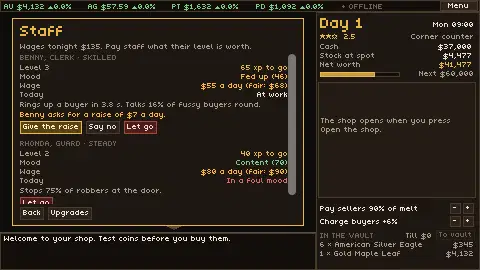 AU $4,132 ▲0.0% AG $57.59 ▲0.0% PT $1,632 ▲0.0% PD $1,092 ▲0.0% + OFFLINE Menu
Staff
Wages tonight $135. Pay staff what their level is worth.
BENNY, CLERK · SKILLED
Level 3 65 xp to go
Mood Fed up (46)
Wage $55 a day (fair: $68)
Today At work
Rings up a buyer in 3.8 s. Talks 16% of fussy buyers round.
Benny asks for a raise of $7 a day.
Give the raise Say no Let go
RHONDA, GUARD · STEADY
Level 2 40 xp to go
Mood Content (70)
Wage $80 a day (fair: $90)
Today In a foul mood
Stops 75% of robbers at the door.
Let go
Back Upgrades
Welcome to your shop. Test coins before you buy them.
Day 1 Mon 09:00
★★☆ 2.5 Corner counter
Cash $37,000
Stock at spot $4,477
Net worth $41,477
Next $60,000
The shop opens when you press
Open the shop.
Pay sellers 90% of melt - +
Charge buyers +6% - +
IN THE VAULT Till $0 To vault
6 × American Silver Eagle $345
1 × Gold Maple Leaf $4,132